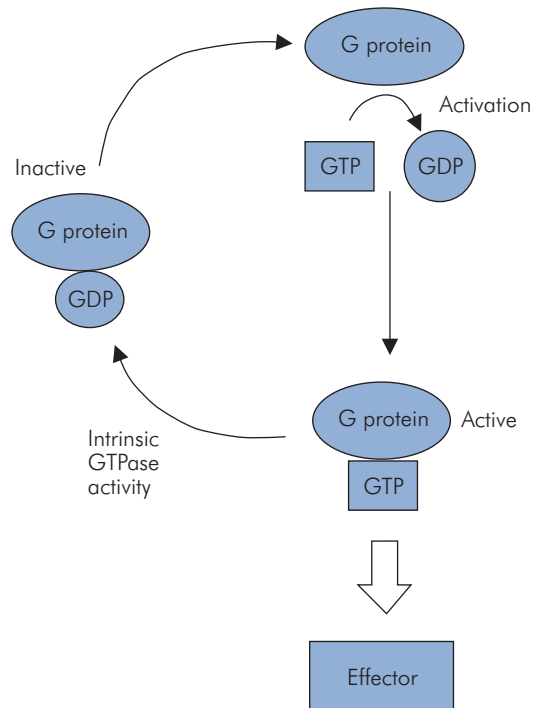 G protein
Activation
GTP
GDP
Inactive
G protein
GDP
G protein
Active
GTP
Intrinsic
GTPase
activity
Effector